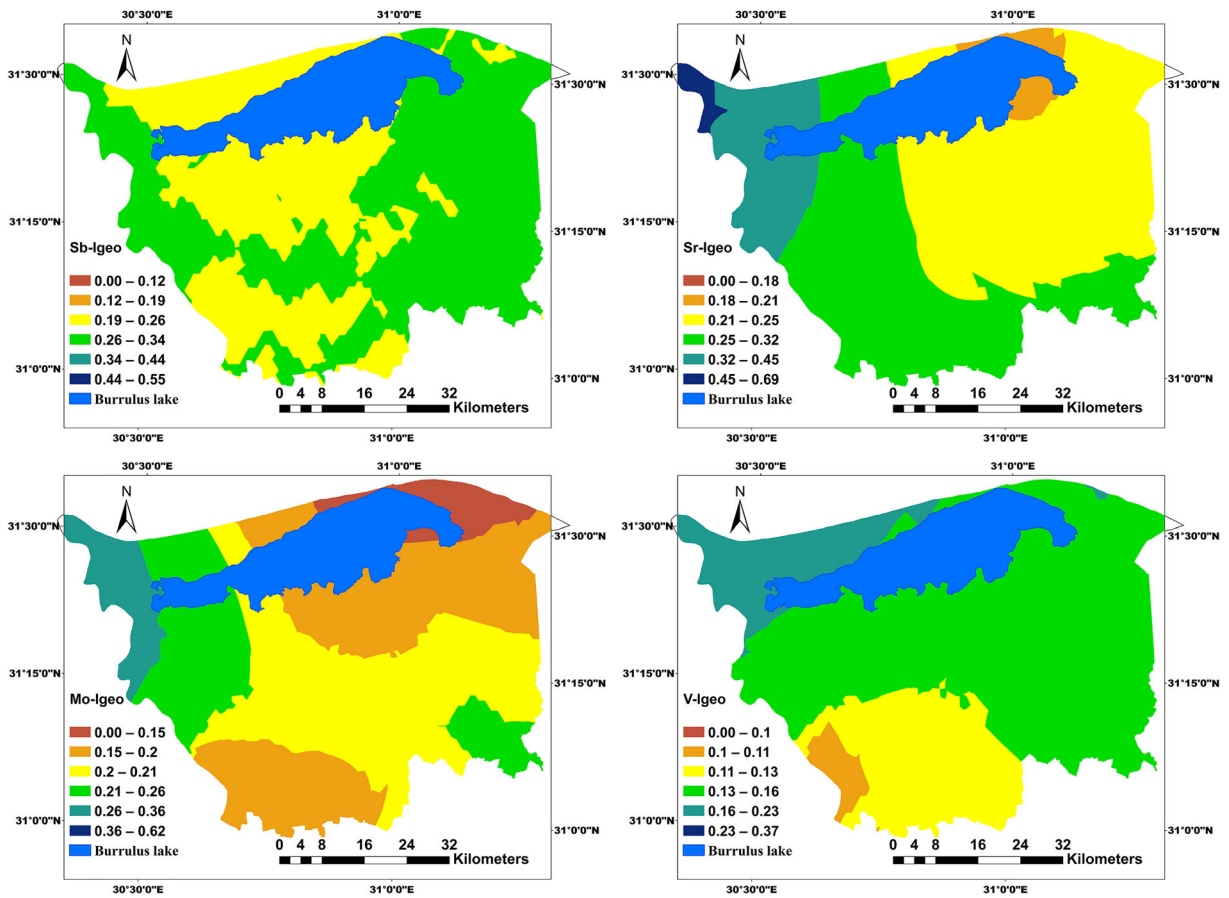 30°30'0"E 31°0'0"E
N
31°30'0"N 31°30'0"N
31°15'0"N 31°15'0"N
Sb-Igeo
0.00 – 0.12
0.12 – 0.19
0.19 – 0.26
0.26 – 0.34
0.34 – 0.44
0.44 – 0.55
Burrulus lake
31°0'0"N 31°0'0"N
0 4 8 16 24 32
Kilometers
30°30'0"E 31°0'0"E
31°0'0"E
N
31°30'0"N 31°30'0"N
31°15'0"N 31°15'0"N
Sr-Igeo
0.00 – 0.18
0.18 – 0.21
0.21 – 0.25
0.25 – 0.32
0.32 – 0.45
0.45 – 0.69
Burrulus lake
31°0'0"N 31°0'0"N
0 4 8 16 24 32
Kilometers
30°30'0"E 31°0'0"E
30°30'0"E 31°0'0"E
N
31°30'0"N 31°30'0"N
31°15'0"N 31°15'0"N
Mo-Igeo
0.00 – 0.15
0.15 – 0.2
0.2 – 0.21
0.21 – 0.26
0.26 – 0.36
0.36 – 0.62
Burrulus lake
31°0'0"N 31°0'0"N
0 4 8 16 24 32
Kilometers
30°30'0"E 31°0'0"E
30°30'0"E 31°0'0"E
N
31°30'0"N 31°30'0"N
31°15'0"N 31°15'0"N
V-Igeo
0.00 – 0.1
0.1 – 0.11
0.11 – 0.13
0.13 – 0.16
0.16 – 0.23
0.23 – 0.37
Burrulus lake
31°0'0"N 31°0'0"N
0 4 8 16 24 32
Kilometers
30°30'0"E 31°0'0"E